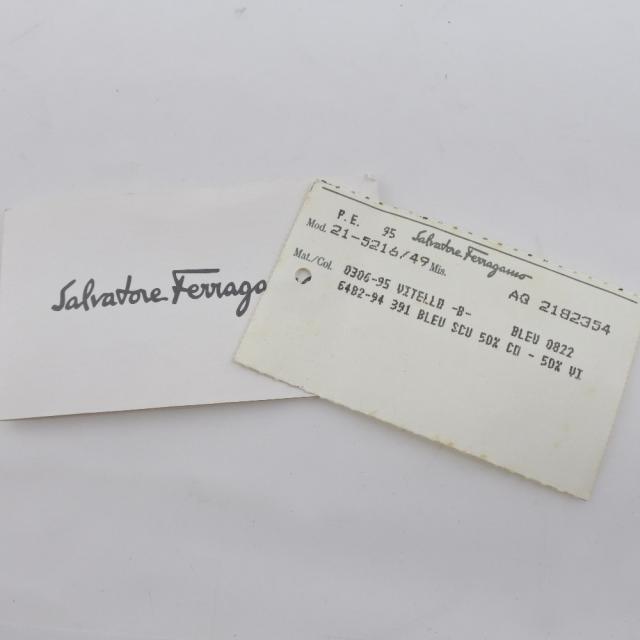 Salvatore Ferrago
P.E. 95 Salvatore Ferragamo
Mod. 21-5216/49 Mis. AQ 2182354
Mat./Col. 0306-95 VITELLO -B- BLEU 0822
6482-94 391 BLEU SCU 50% CO - 50% VI